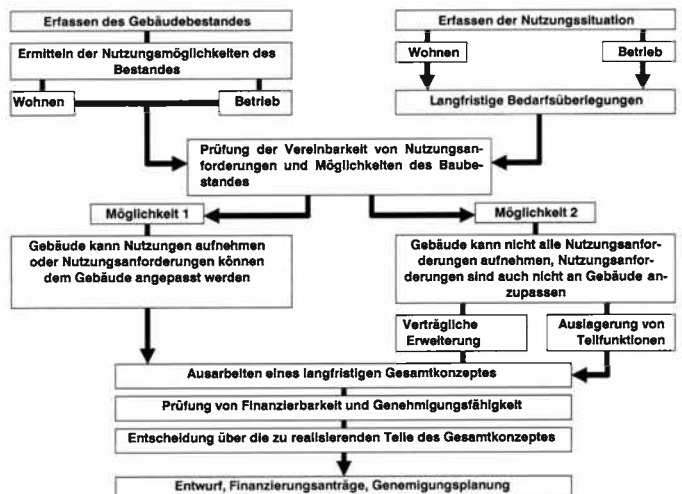 Erfassen des Gebäudebestandes
Erfassen der Nutzungssituation
Ermitteln der Nutzungsmöglichkeiten des
Bestandes
Wohnen
Betrieb
Wohnen
Betrieb
Langfristige Bedarfsüberlegungen
Prüfung der Vereinbarkeit von Nutzungsan-
forderungen und Möglichkeiten des Baube-
standes
Möglichkeit 1
Möglichkeit 2
Gebäude kann Nutzungen aufnehmen
oder Nutzungsanforderungen können
dem Gebäude angepasst werden
Gebäude kann nicht alle Nutzungsanfor-
derungen aufnehmen, Nutzungsanfor-
derungen sind auch nicht an Gebäude an-
zupassen
Verträgliche
Erweiterung
Auslagerung von
Teilfunktionen
Ausarbeiten eines langfristigen Gesamtkonzeptes
Prüfung von Finanzierbarkeit und Genehmigungsfähigkeit
Entscheidung über die zu realisierenden Teile des Gesamtkonzeptes
Entwurf, Finanzierungsanträge, Genemigungsplanung